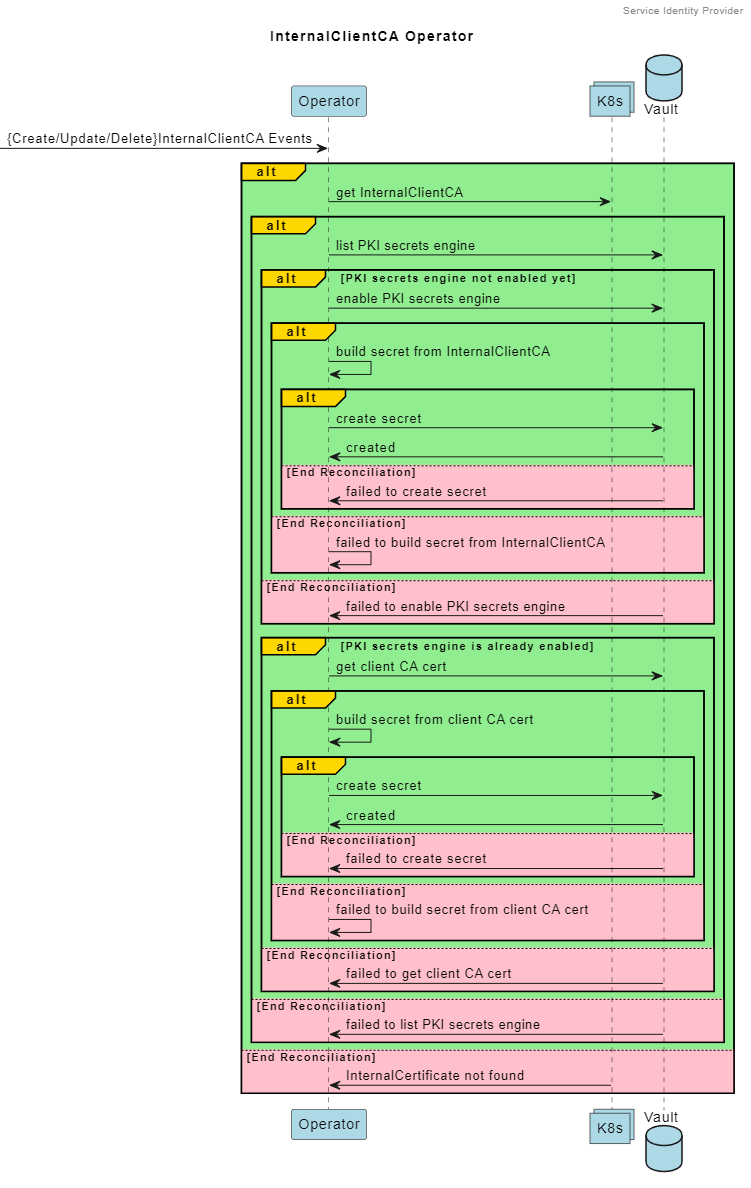 Service Identity Provider
InternalClientCA Operator
Operator
K8s
Vault
{Create/Update/Delete}InternalClientCA Events
alt
get InternalClientCA
alt
list PKI secrets engine
alt [PKI secrets engine not enabled yet]
enable PKI secrets engine
alt
build secret from InternalClientCA
alt
create secret
created
[End Reconciliation]
failed to create secret
[End Reconciliation]
failed to build secret from InternalClientCA
[End Reconciliation]
failed to enable PKI secrets engine
alt [PKI secrets engine is already enabled]
get client CA cert
alt
build secret from client CA cert
alt
create secret
created
[End Reconciliation]
failed to create secret
[End Reconciliation]
failed to build secret from client CA cert
[End Reconciliation]
failed to get client CA cert
[End Reconciliation]
failed to list PKI secrets engine
[End Reconciliation]
InternalCertificate not found
Operator
K8s
Vault